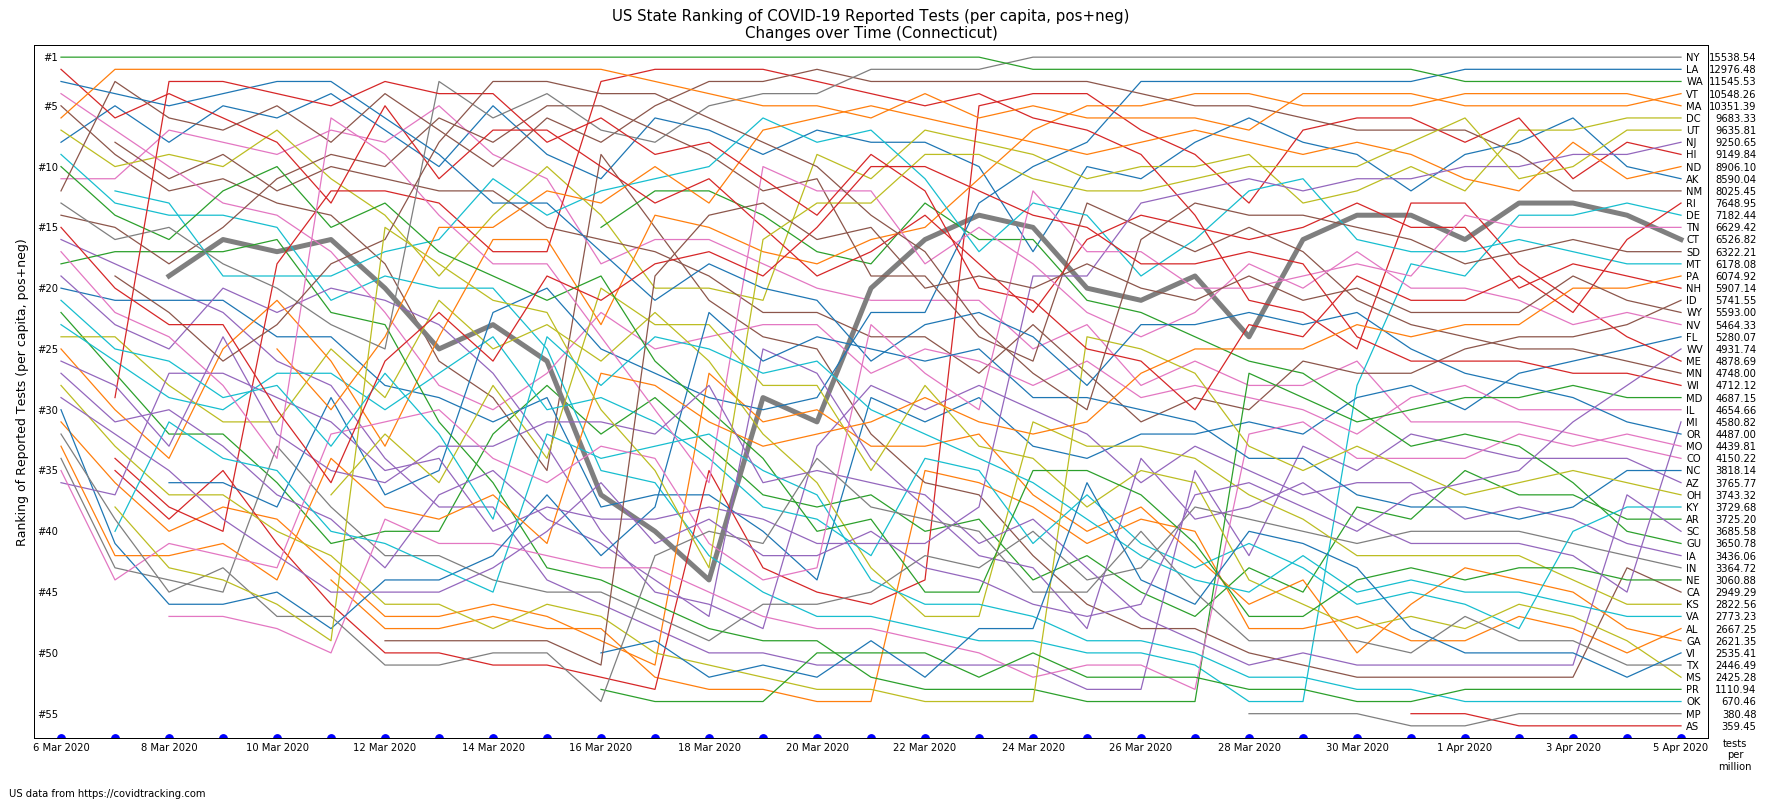 US State Ranking of COVID-19 Reported Tests (per capita, pos+neg)
Changes over Time (Connecticut)
Ranking of Reported Tests (per capita, pos+neg)
#1
#5
#10
#15
#20
#25
#30
#35
#40
#45
#50
#55
NY 15538.54
LA 12976.48
WA 11545.53
VT 10548.26
MA 10351.39
DC 9683.33
UT 9635.81
NJ 9250.65
HI 9149.84
ND 8906.10
AK 8590.04
NM 8025.45
RI 7648.95
DE 7182.44
TN 6629.42
CT 6526.82
SD 6322.21
MT 6178.08
PA 6074.92
NH 5907.14
ID 5741.55
WY 5593.00
NV 5464.33
FL 5280.07
WV 4931.74
ME 4878.69
MN 4748.00
WI 4712.12
MD 4687.15
IL 4654.66
MI 4580.82
OR 4487.00
MO 4439.81
CO 4150.22
NC 3818.14
AZ 3765.77
OH 3743.32
KY 3729.68
AR 3725.20
SC 3685.58
GU 3650.78
IA 3436.06
IN 3364.72
NE 3060.88
CA 2949.29
KS 2822.56
VA 2773.23
AL 2667.25
GA 2621.35
VI 2535.41
TX 2446.49
MS 2425.28
PR 1110.94
OK 670.46
MP 380.48
AS 359.45
6 Mar 2020 8 Mar 2020 10 Mar 2020 12 Mar 2020 14 Mar 2020 16 Mar 2020 18 Mar 2020 20 Mar 2020 22 Mar 2020 24 Mar 2020 26 Mar 2020 28 Mar 2020 30 Mar 2020 1 Apr 2020 3 Apr 2020 5 Apr 2020
tests
per
million
US data from https://covidtracking.com